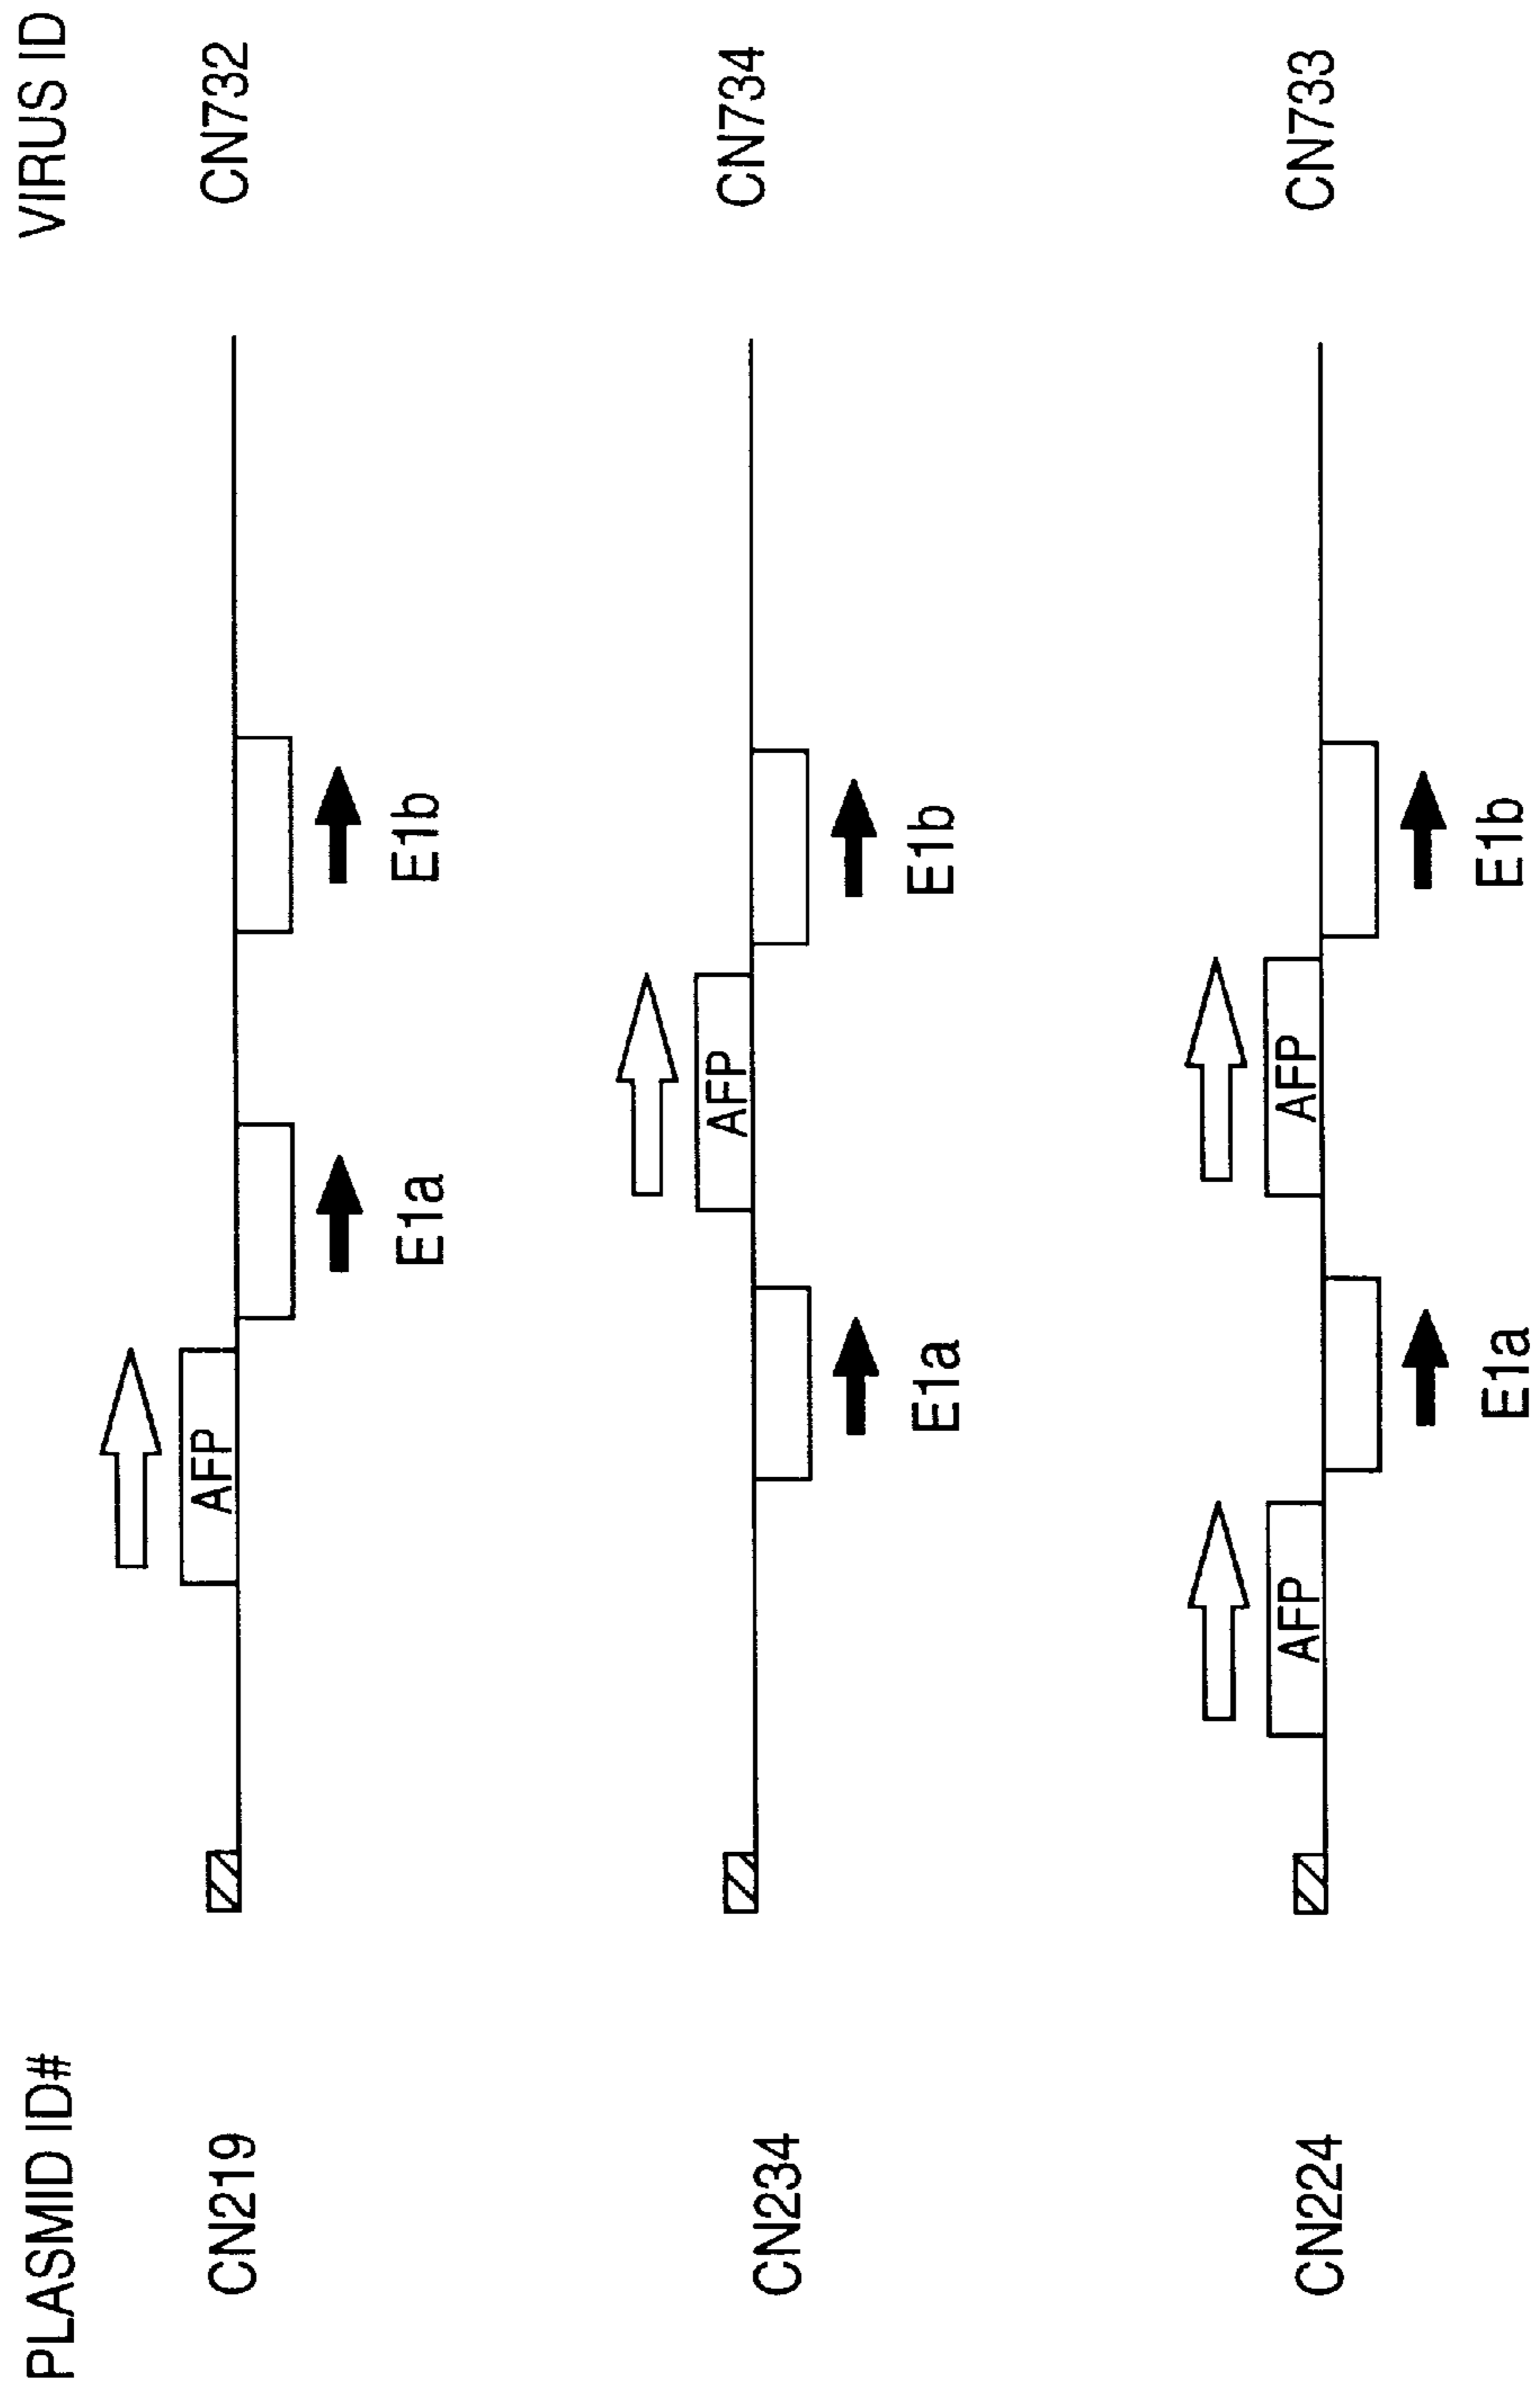 PLASMID ID# VIRUS ID
CN219 AFP CN732
E1a E1b
CN234 AFP CN734
E1a E1b
CN224 AFP AFP CN733
E1a E1b